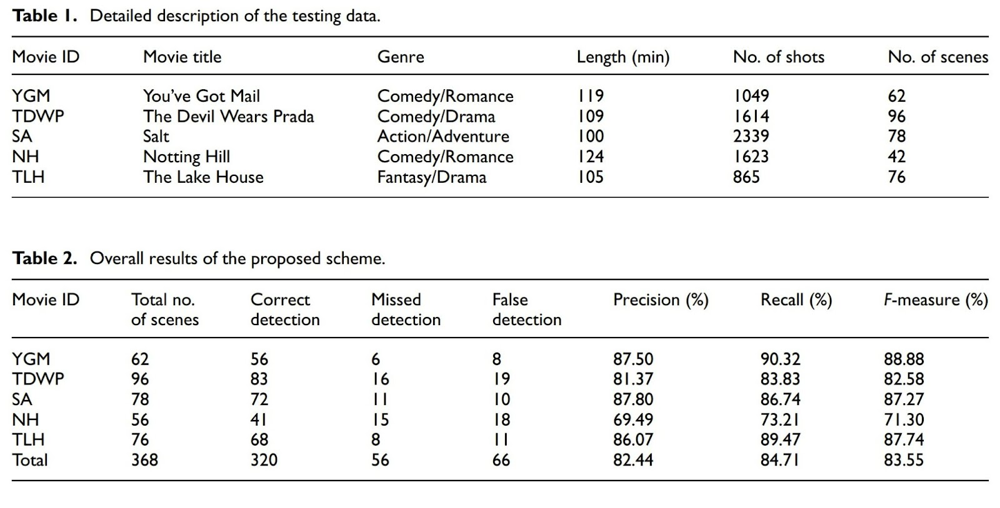 Table 1. Detailed description of the testing data.
Movie ID Movie title Genre Length (min) No. of shots No. of scenes
YGM You've Got Mail Comedy/Romance 119 1049 62
TDWP The Devil Wears Prada Comedy/Drama 109 1614 96
SA Salt Action/Adventure 100 2339 78
NH Notting Hill Comedy/Romance 124 1623 42
TLH The Lake House Fantasy/Drama 105 865 76
Table 2. Overall results of the proposed scheme.
Movie ID Total no. Correct Missed False Precision (%) Recall (%) F-measure (%)
of scenes detection detection detection
YGM 62 56 6 8 87.50 90.32 88.88
TDWP 96 83 16 19 81.37 83.83 82.58
SA 78 72 11 10 87.80 86.74 87.27
NH 56 41 15 18 69.49 73.21 71.30
TLH 76 68 8 11 86.07 89.47 87.74
Total 368 320 56 66 82.44 84.71 83.55